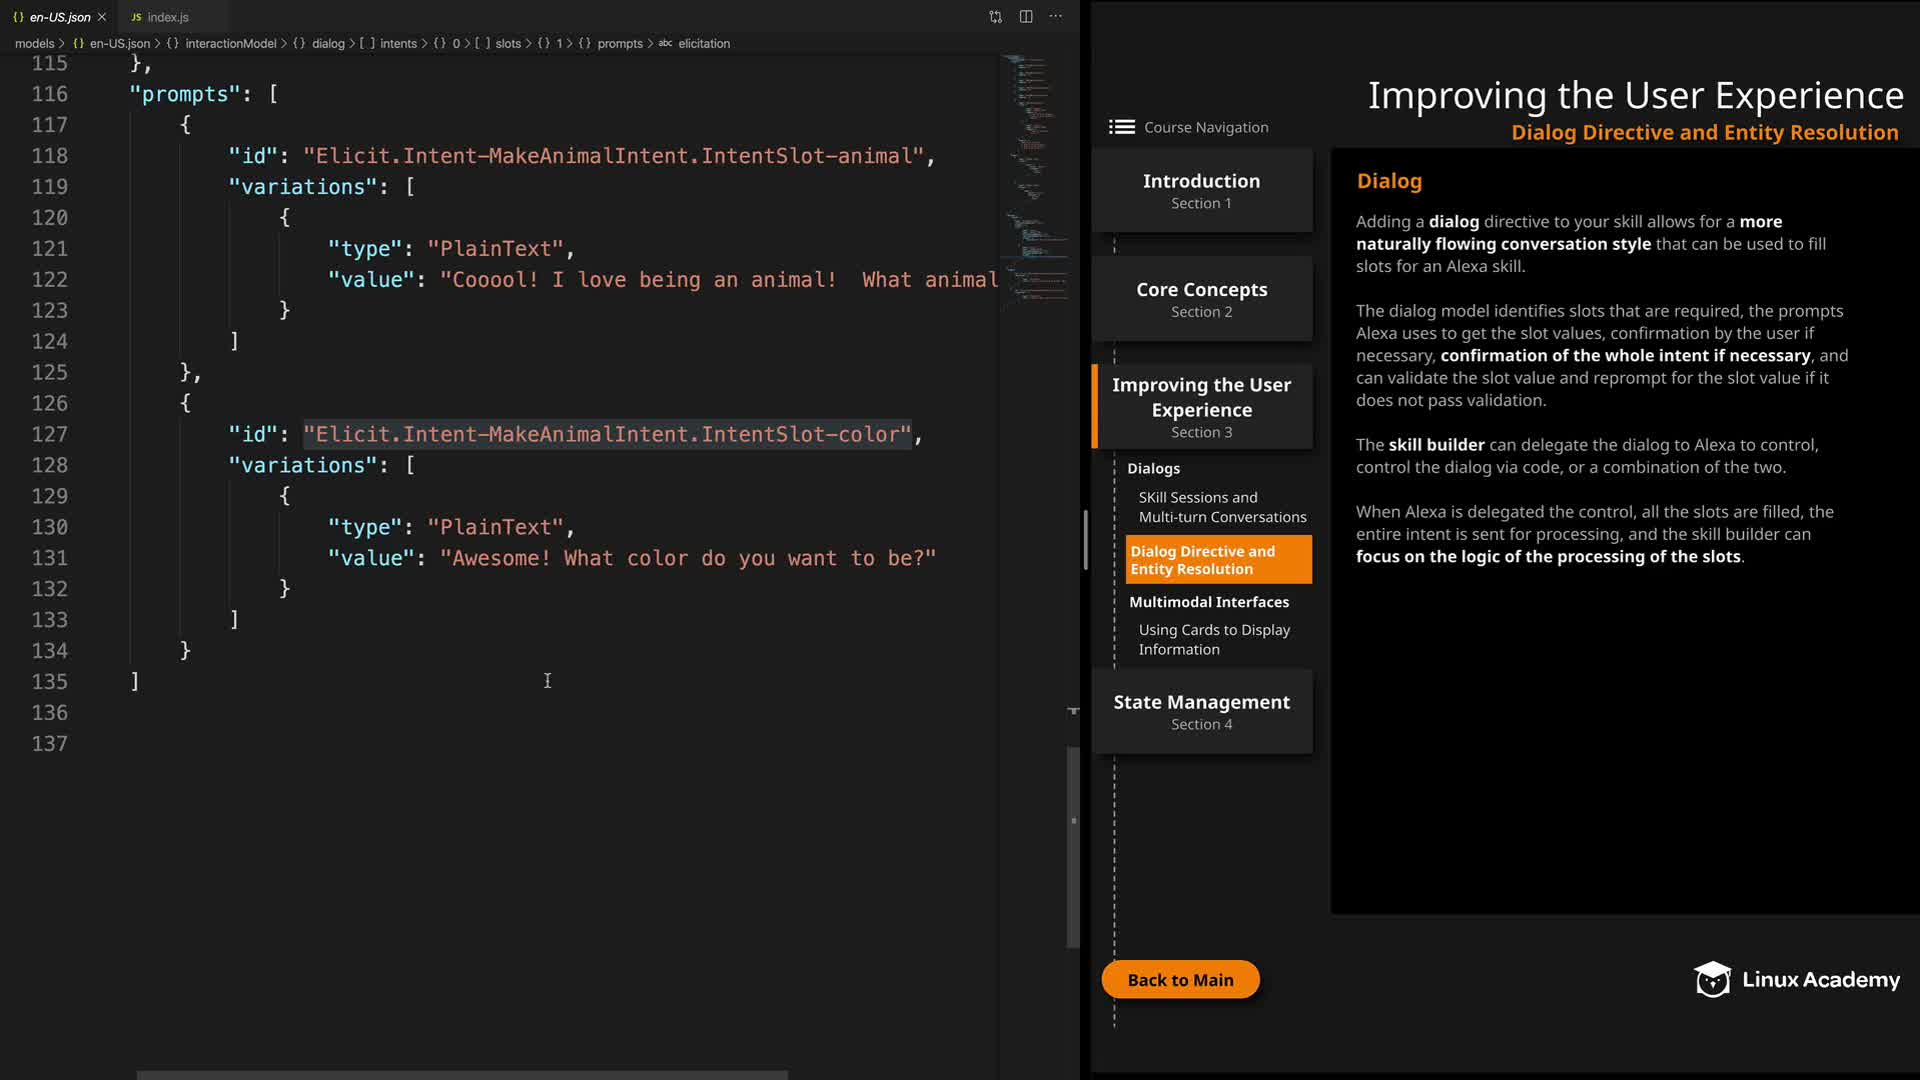 {} en-US.json
JS index.js
models > {} en-US.json > {} interactionModel > {} dialog > [ ] intents > {} 0 > [ ] slots > {} 1 > {} prompts > abc elicitation
115 },
116 "prompts": [
117 {
118 "id": "Elicit.Intent-MakeAnimalIntent.IntentSlot-animal",
119 "variations": [
120 {
121 "type": "PlainText",
122 "value": "Cooool! I love being an animal!  What animal
123 }
124 ]
125 },
126 {
127 "id": "Elicit.Intent-MakeAnimalIntent.IntentSlot-color",
128 "variations": [
129 {
130 "type": "PlainText",
131 "value": "Awesome! What color do you want to be?"
132 }
133 ]
134 }
135 ]
136
137
Improving the User Experience
Dialog Directive and Entity Resolution
Course Navigation
Introduction
Section 1
Core Concepts
Section 2
Improving the User
Experience
Section 3
Dialogs
SKill Sessions and
Multi-turn Conversations
Dialog Directive and
Entity Resolution
Multimodal Interfaces
Using Cards to Display
Information
State Management
Section 4
Back to Main
Dialog
Adding a dialog directive to your skill allows for a more
naturally flowing conversation style that can be used to fill
slots for an Alexa skill.
The dialog model identifies slots that are required, the prompts
Alexa uses to get the slot values, confirmation by the user if
necessary, confirmation of the whole intent if necessary, and
can validate the slot value and reprompt for the slot value if it
does not pass validation.
The skill builder can delegate the dialog to Alexa to control,
control the dialog via code, or a combination of the two.
When Alexa is delegated the control, all the slots are filled, the
entire intent is sent for processing, and the skill builder can
focus on the logic of the processing of the slots.
Linux Academy